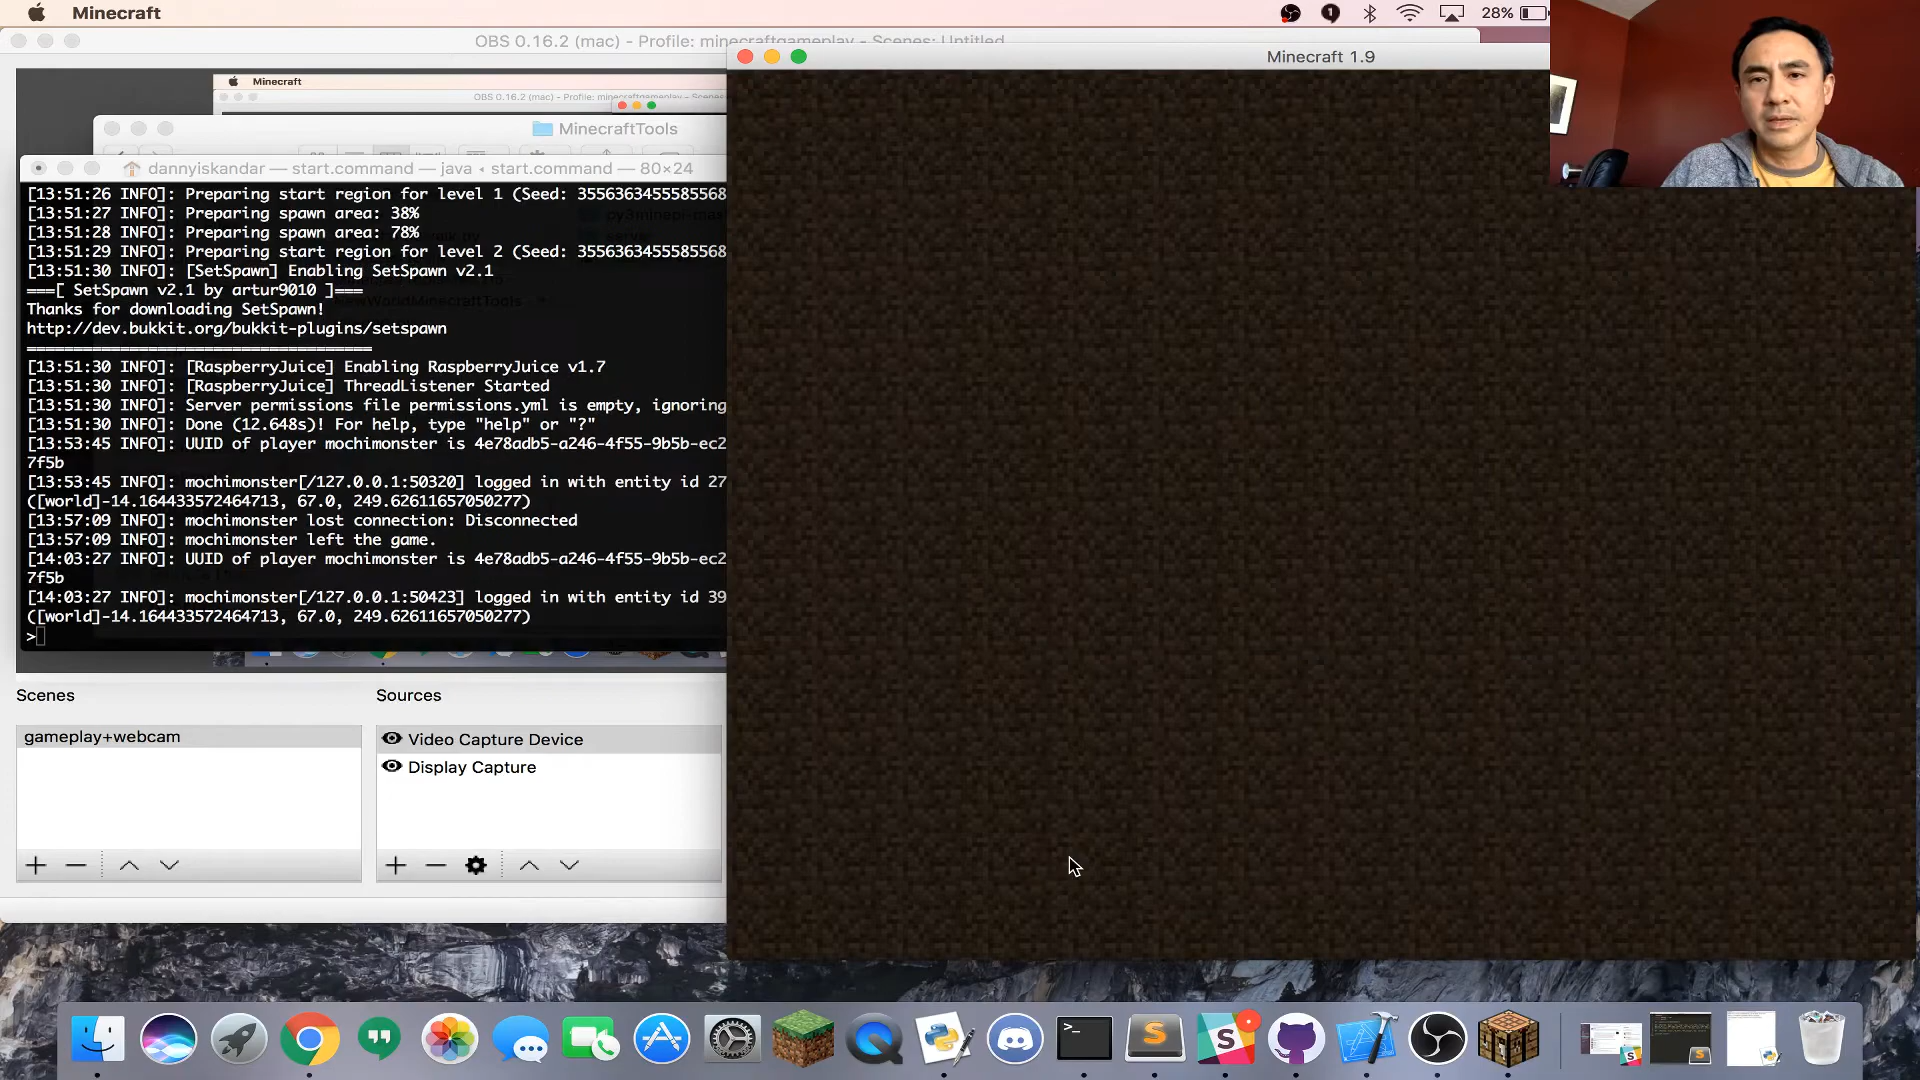 Minecraft
28%
OBS 0.16.2 (mac) - Profile: minecraftgameplay - Scenes: Untitled
Minecraft 1.9
Minecraft
OBS 0.16.2 (mac) - Profile: minecraftgameplay - Scenes
MinecraftTools
dannyiskandar — start.command — java ◂ start.command — 80×24
[13:51:26 INFO]: Preparing start region for level 1 (Seed: 3556363455585568
[13:51:27 INFO]: Preparing spawn area: 38%
[13:51:28 INFO]: Preparing spawn area: 78%
[13:51:29 INFO]: Preparing start region for level 2 (Seed: 3556363455585568
[13:51:30 INFO]: [SetSpawn] Enabling SetSpawn v2.1
===[ SetSpawn v2.1 by artur9010 ]===
Thanks for downloading SetSpawn!
http://dev.bukkit.org/bukkit-plugins/setspawn
====================================
[13:51:30 INFO]: [RaspberryJuice] Enabling RaspberryJuice v1.7
[13:51:30 INFO]: [RaspberryJuice] ThreadListener Started
[13:51:30 INFO]: Server permissions file permissions.yml is empty, ignoring
[13:51:30 INFO]: Done (12.648s)! For help, type "help" or "?"
[13:53:45 INFO]: UUID of player mochimonster is 4e78adb5-a246-4f55-9b5b-ec2
7f5b
[13:53:45 INFO]: mochimonster[/127.0.0.1:50320] logged in with entity id 27
([world]-14.164433572464713, 67.0, 249.62611657050277)
[13:57:09 INFO]: mochimonster lost connection: Disconnected
[13:57:09 INFO]: mochimonster left the game.
[14:03:27 INFO]: UUID of player mochimonster is 4e78adb5-a246-4f55-9b5b-ec2
7f5b
[14:03:27 INFO]: mochimonster[/127.0.0.1:50423] logged in with entity id 39
([world]-14.164433572464713, 67.0, 249.62611657050277)
>
Scenes
Sources
gameplay+webcam
Video Capture Device
Display Capture